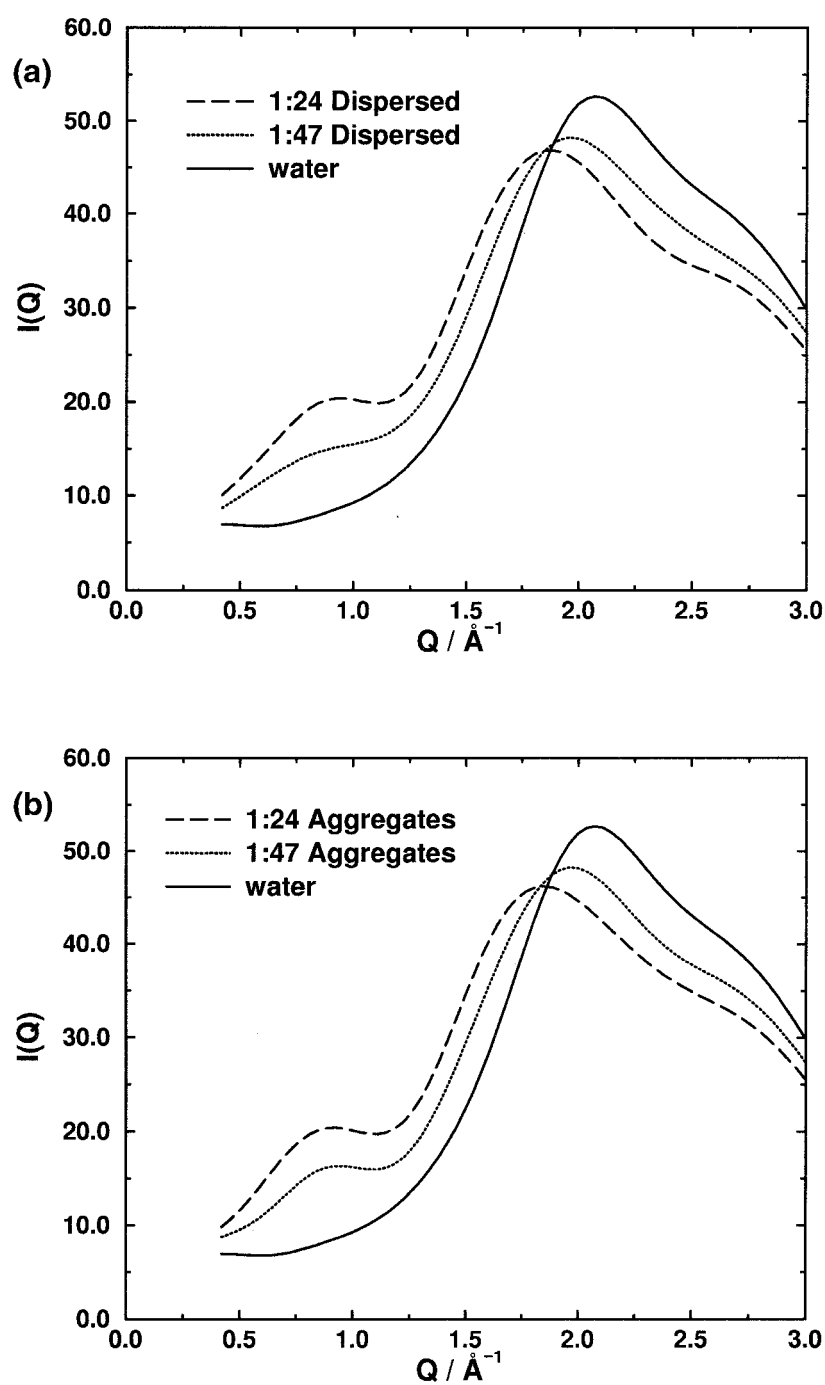 (a)
60.0
50.0
40.0
30.0
20.0
10.0
0.0
I(Q)
1:24 Dispersed
1:47 Dispersed
water
0.0 0.5 1.0 1.5 2.0 2.5 3.0
Q / Å⁻¹
(b)
60.0
50.0
40.0
30.0
20.0
10.0
0.0
I(Q)
1:24 Aggregates
1:47 Aggregates
water
0.0 0.5 1.0 1.5 2.0 2.5 3.0
Q / Å⁻¹